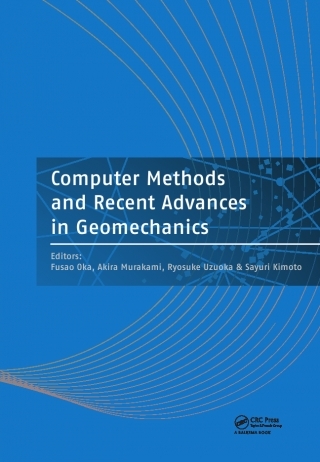 Computer Methods
and Recent Advances
in Geomechanics
Editors:
Fusao Oka, Akira Murakami, Ryosuke Uzuoka & Sayuri Kimoto
CRC Press
Taylor & Francis Group
A BALKEMA BOOK